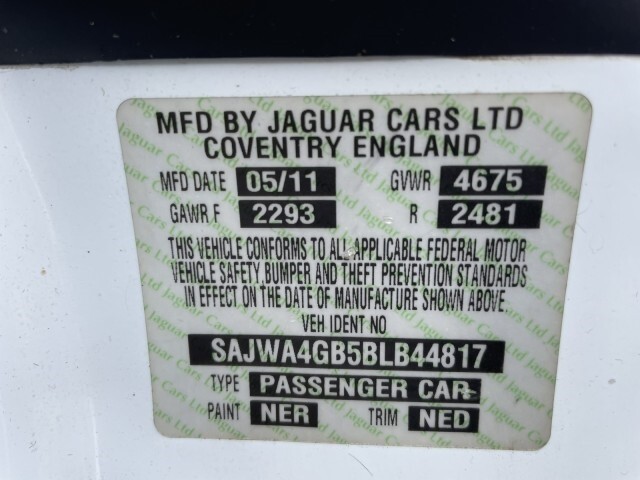 MFD BY JAGUAR CARS LTD
COVENTRY ENGLAND
MFD DATE 05/11 GVWR 4675
GAWR F 2293 R 2481
THIS VEHICLE CONFORMS TO ALL APPLICABLE FEDERAL MOTOR
VEHICLE SAFETY, BUMPER AND THEFT PREVENTION STANDARDS
IN EFFECT ON THE DATE OF MANUFACTURE SHOWN ABOVE
VEH IDENT NO
SAJWA4GB5BLB44817
TYPE PASSENGER CAR
PAINT NER TRIM NED